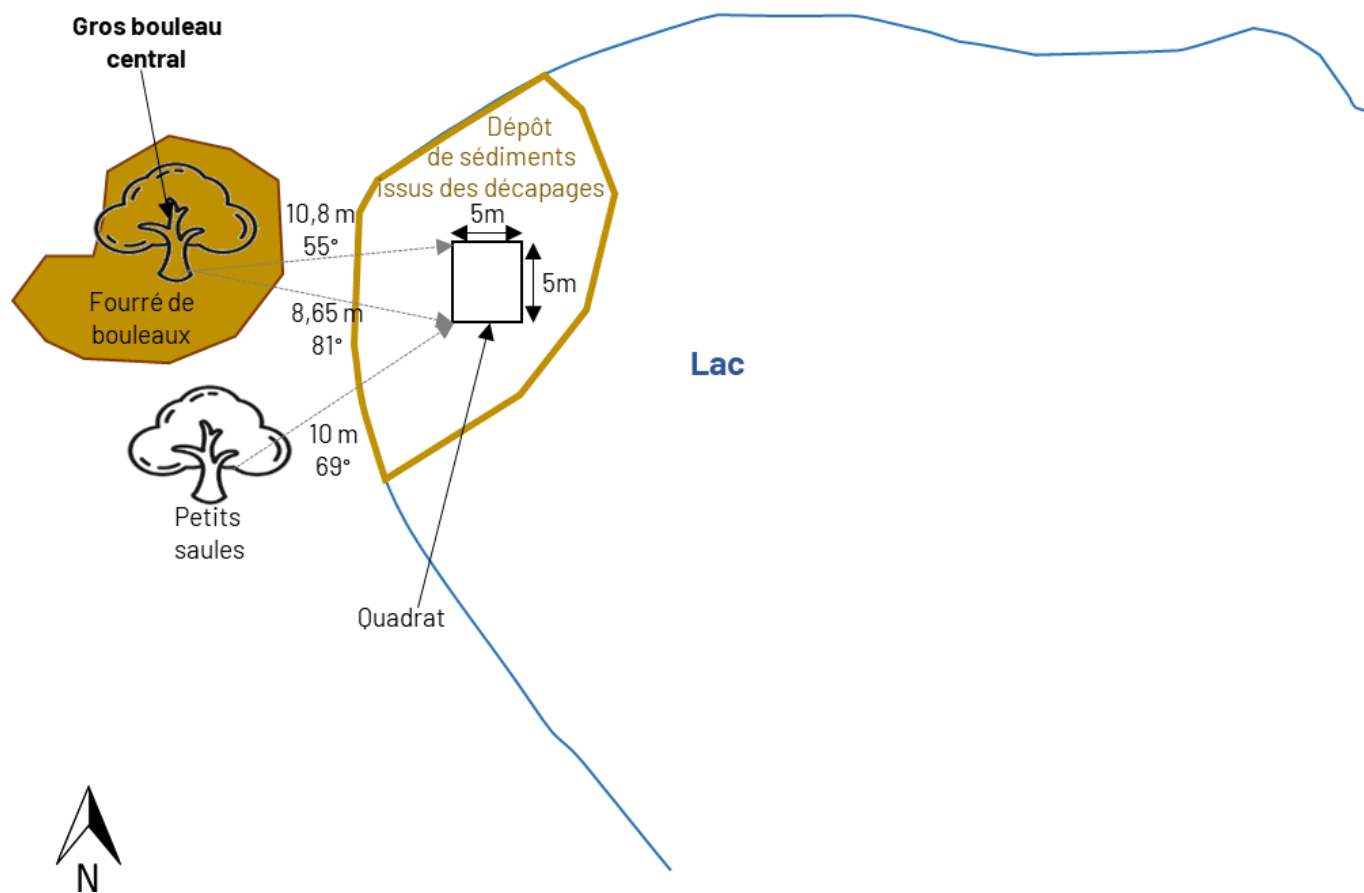 Gros bouleau
central
Dépôt
de sédiments
issus des décapages
10,8 m
55°
5m
5m
Fourré de
bouleaux
8,65 m
81°
Lac
10 m
69°
Petits
saules
Quadrat
N